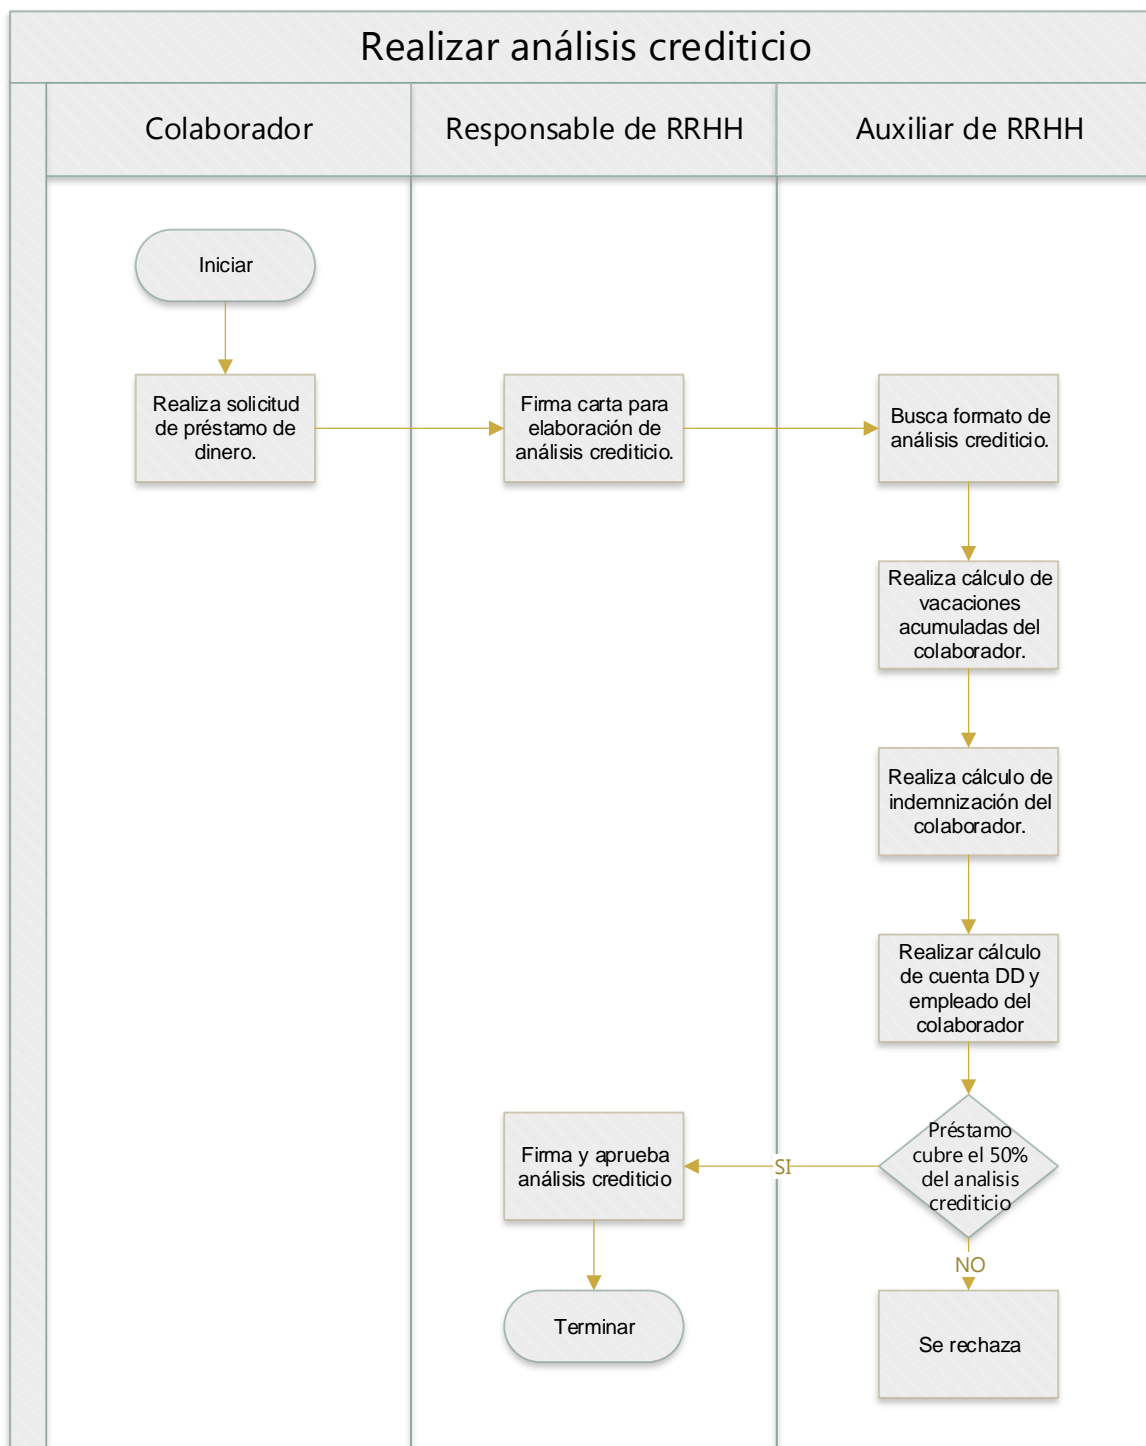 Realizar análisis crediticio
Colaborador
Responsable de RRHH
Auxiliar de RRHH
Iniciar
Realiza solicitud
de préstamo de
dinero.
Firma carta para
elaboración de
análisis crediticio.
Busca formato de
análisis crediticio.
Realiza cálculo de
vacaciones
acumuladas del
colaborador.
Realiza cálculo de
indemnización del
colaborador.
Realizar cálculo
de cuenta DD y
empleado del
colaborador
Préstamo
cubre el 50%
del analisis
crediticio
SI
Firma y aprueba
análisis crediticio
NO
Terminar
Se rechaza